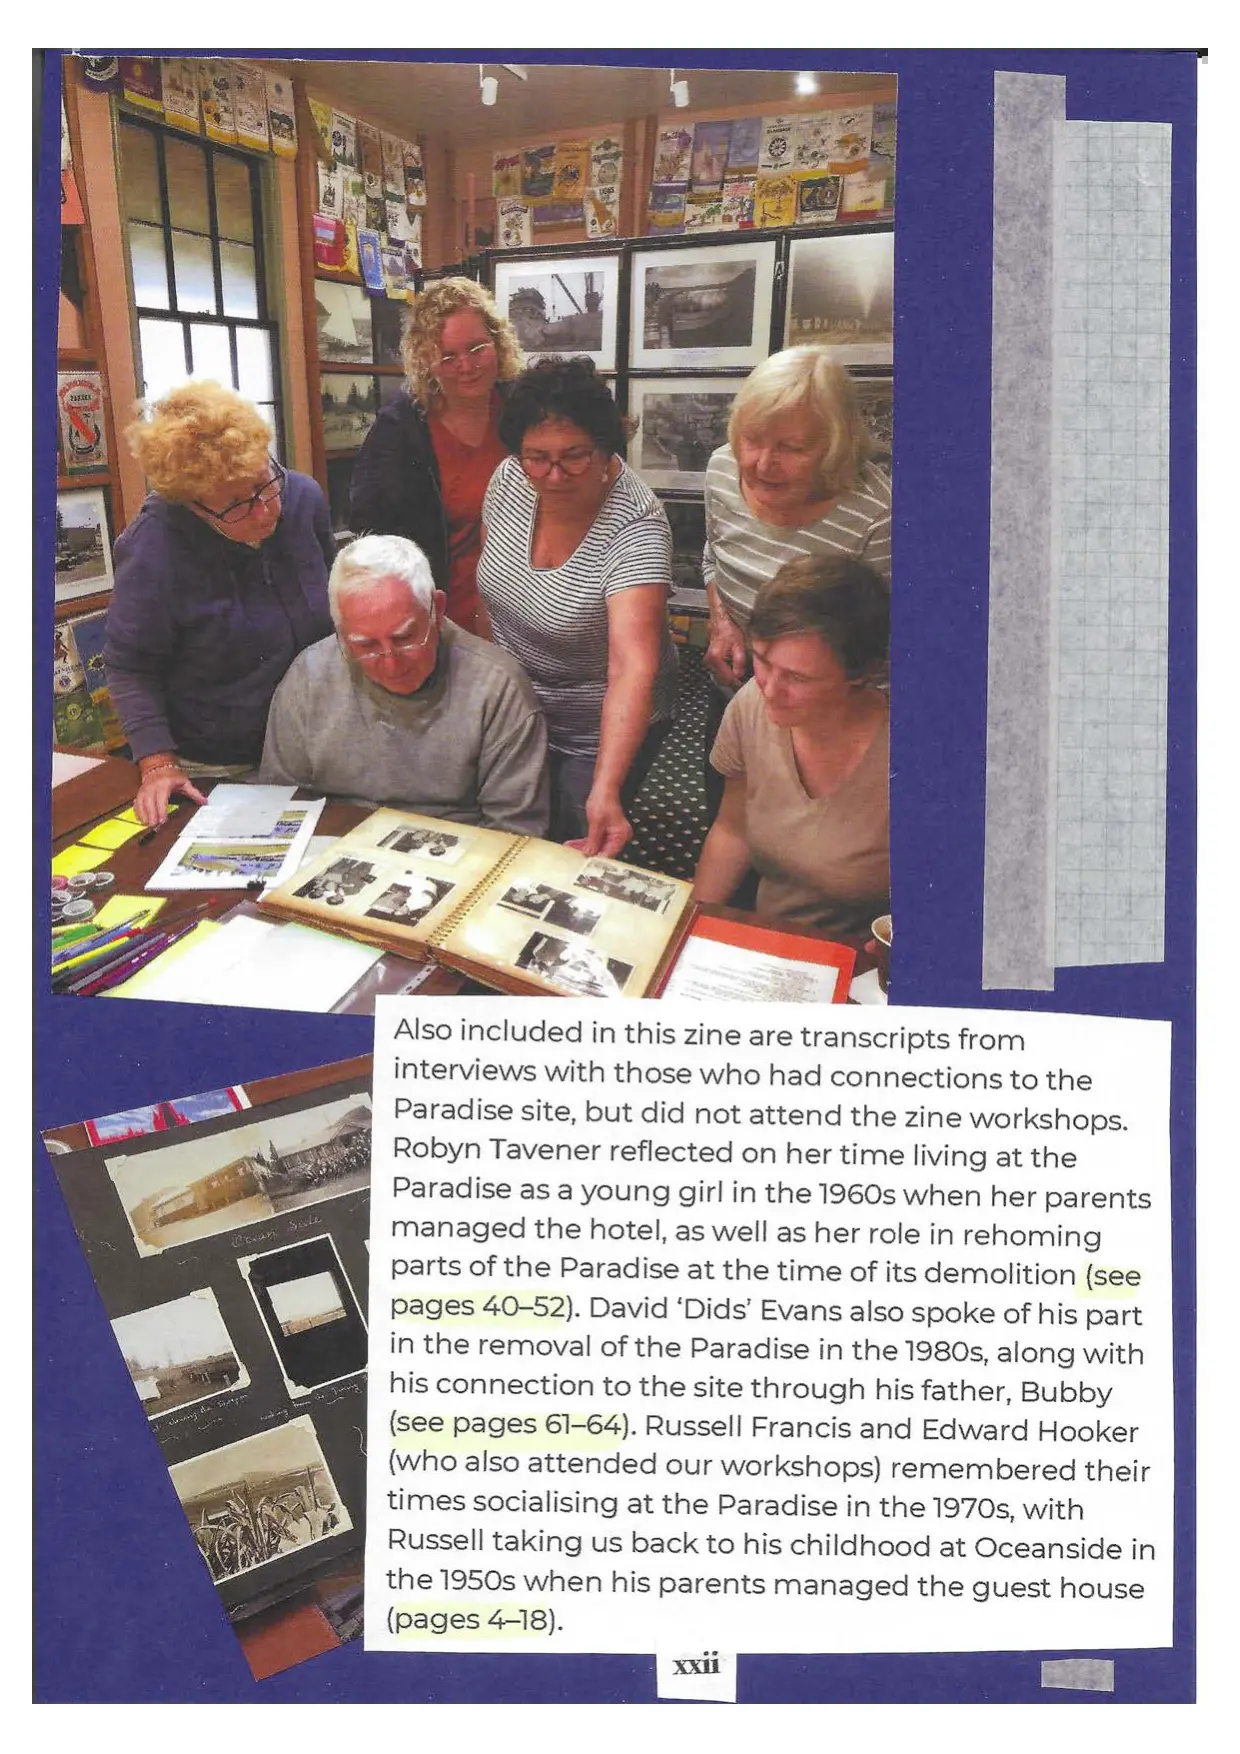 Also included in this zine are transcripts from
interviews with those who had connections to the
Paradise site, but did not attend the zine workshops.
Robyn Tavener reflected on her time living at the
Paradise as a young girl in the 1960s when her parents
managed the hotel, as well as her role in rehoming
parts of the Paradise at the time of its demolition (see
pages 40–52). David ‘Dids’ Evans also spoke of his part
in the removal of the Paradise in the 1980s, along with
his connection to the site through his father, Bubby
(see pages 61–64). Russell Francis and Edward Hooker
(who also attended our workshops) remembered their
times socialising at the Paradise in the 1970s, with
Russell taking us back to his childhood at Oceanside in
the 1950s when his parents managed the guest house
(pages 4–18).
Ocean Side
xxii